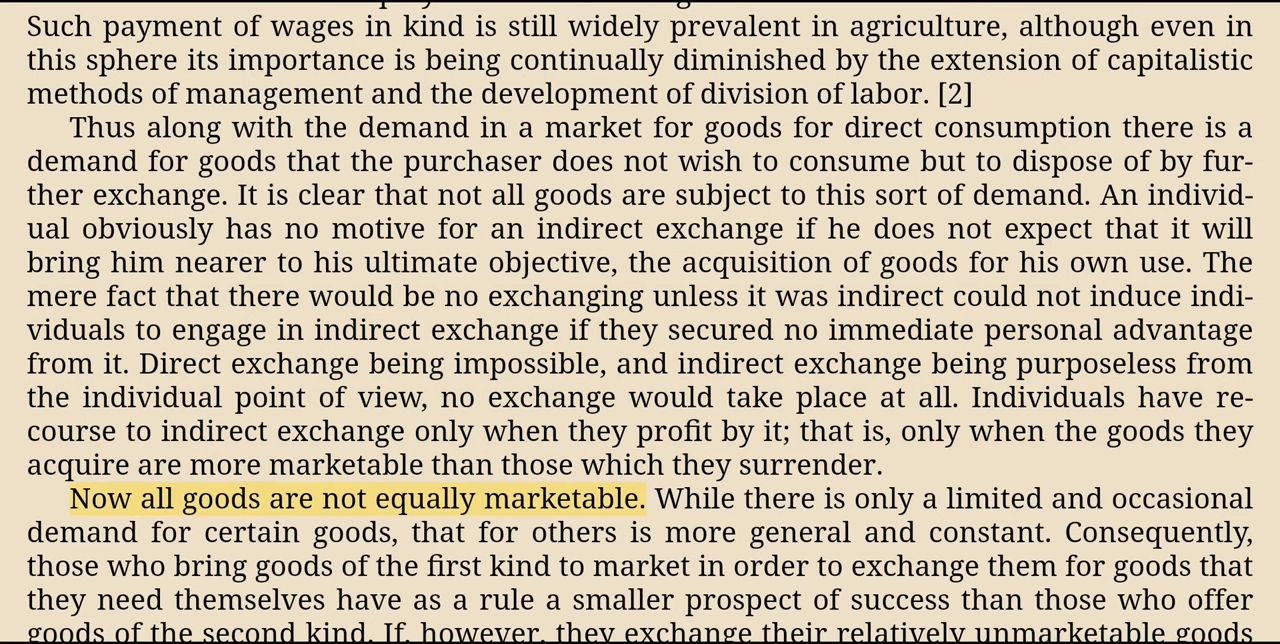 Such payment of wages in kind is still widely prevalent in agriculture, although even in
this sphere its importance is being continually diminished by the extension of capitalistic
methods of management and the development of division of labor. [2]
Thus along with the demand in a market for goods for direct consumption there is a
demand for goods that the purchaser does not wish to consume but to dispose of by fur-
ther exchange. It is clear that not all goods are subject to this sort of demand. An individ-
ual obviously has no motive for an indirect exchange if he does not expect that it will
bring him nearer to his ultimate objective, the acquisition of goods for his own use. The
mere fact that there would be no exchanging unless it was indirect could not induce indi-
viduals to engage in indirect exchange if they secured no immediate personal advantage
from it. Direct exchange being impossible, and indirect exchange being purposeless from
the individual point of view, no exchange would take place at all. Individuals have re-
course to indirect exchange only when they profit by it; that is, only when the goods they
acquire are more marketable than those which they surrender.
Now all goods are not equally marketable. While there is only a limited and occasional
demand for certain goods, that for others is more general and constant. Consequently,
those who bring goods of the first kind to market in order to exchange them for goods that
they need themselves have as a rule a smaller prospect of success than those who offer
goods of the second kind. If, however, they exchange their relatively unmarketable goods